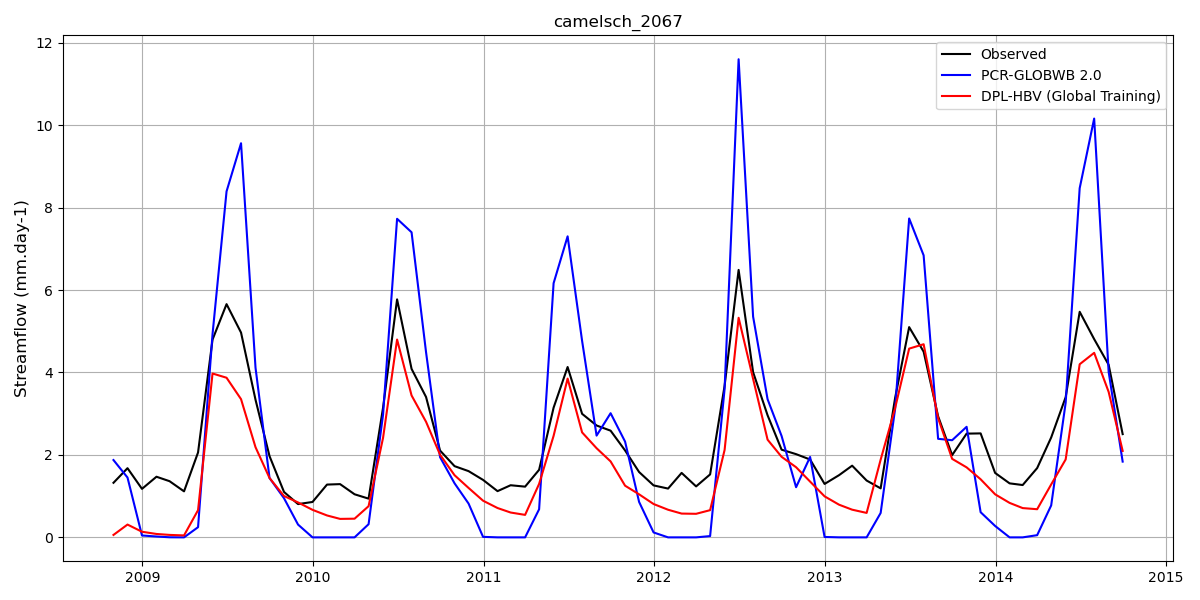 camelsch_2067
Streamflow (mm.day-1)
12
10
8
6
4
2
0
Observed
PCR-GLOBWB 2.0
DPL-HBV (Global Training)
2009 2010 2011 2012 2013 2014 2015